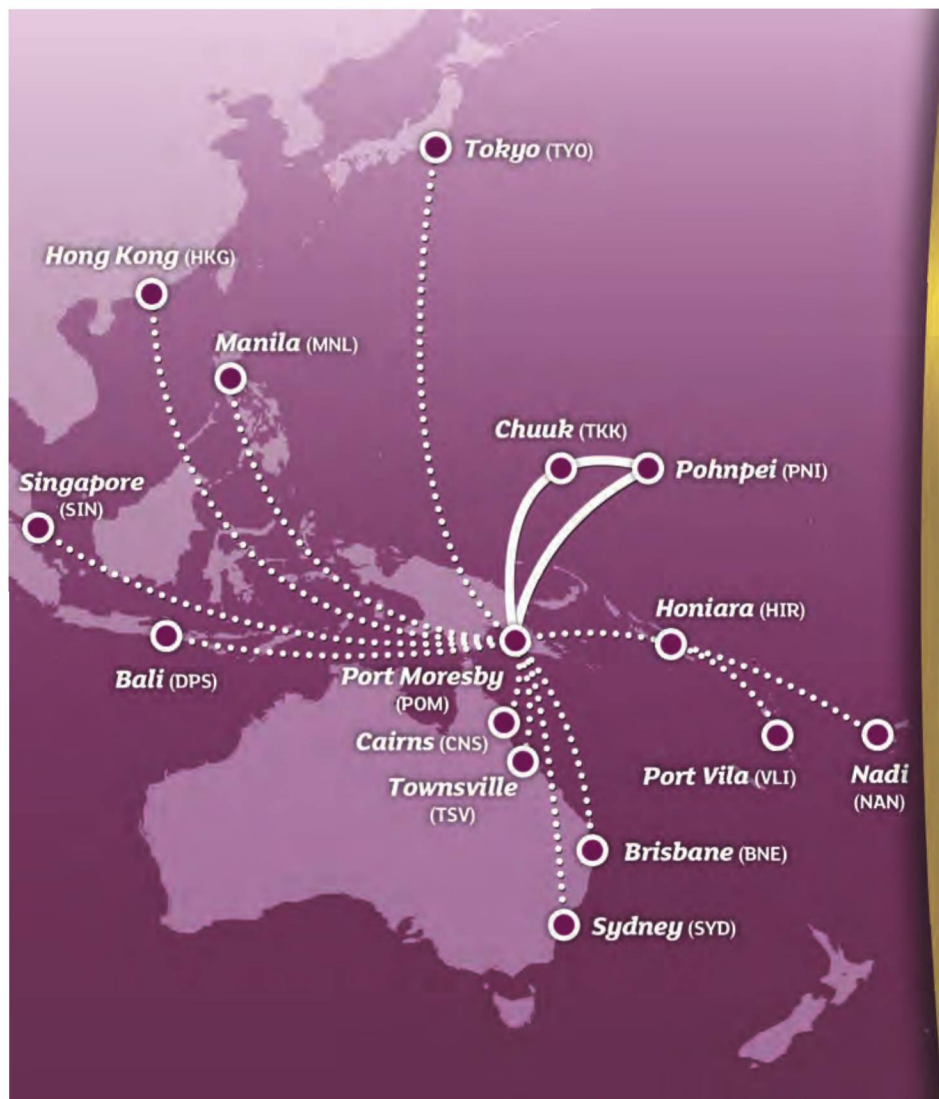 Tokyo (TYO)
Hong Kong (HKG)
Manila (MNL)
Chuuk (TKK)
Pohnpei (PNI)
Singapore
(SIN)
Honiara (HIR)
Bali (DPS)
Port Moresby
(POM)
Cairns (CNS)
Townsville
(TSV)
Port Vila (VLI)
Nadi
(NAN)
Brisbane (BNE)
Sydney (SYD)